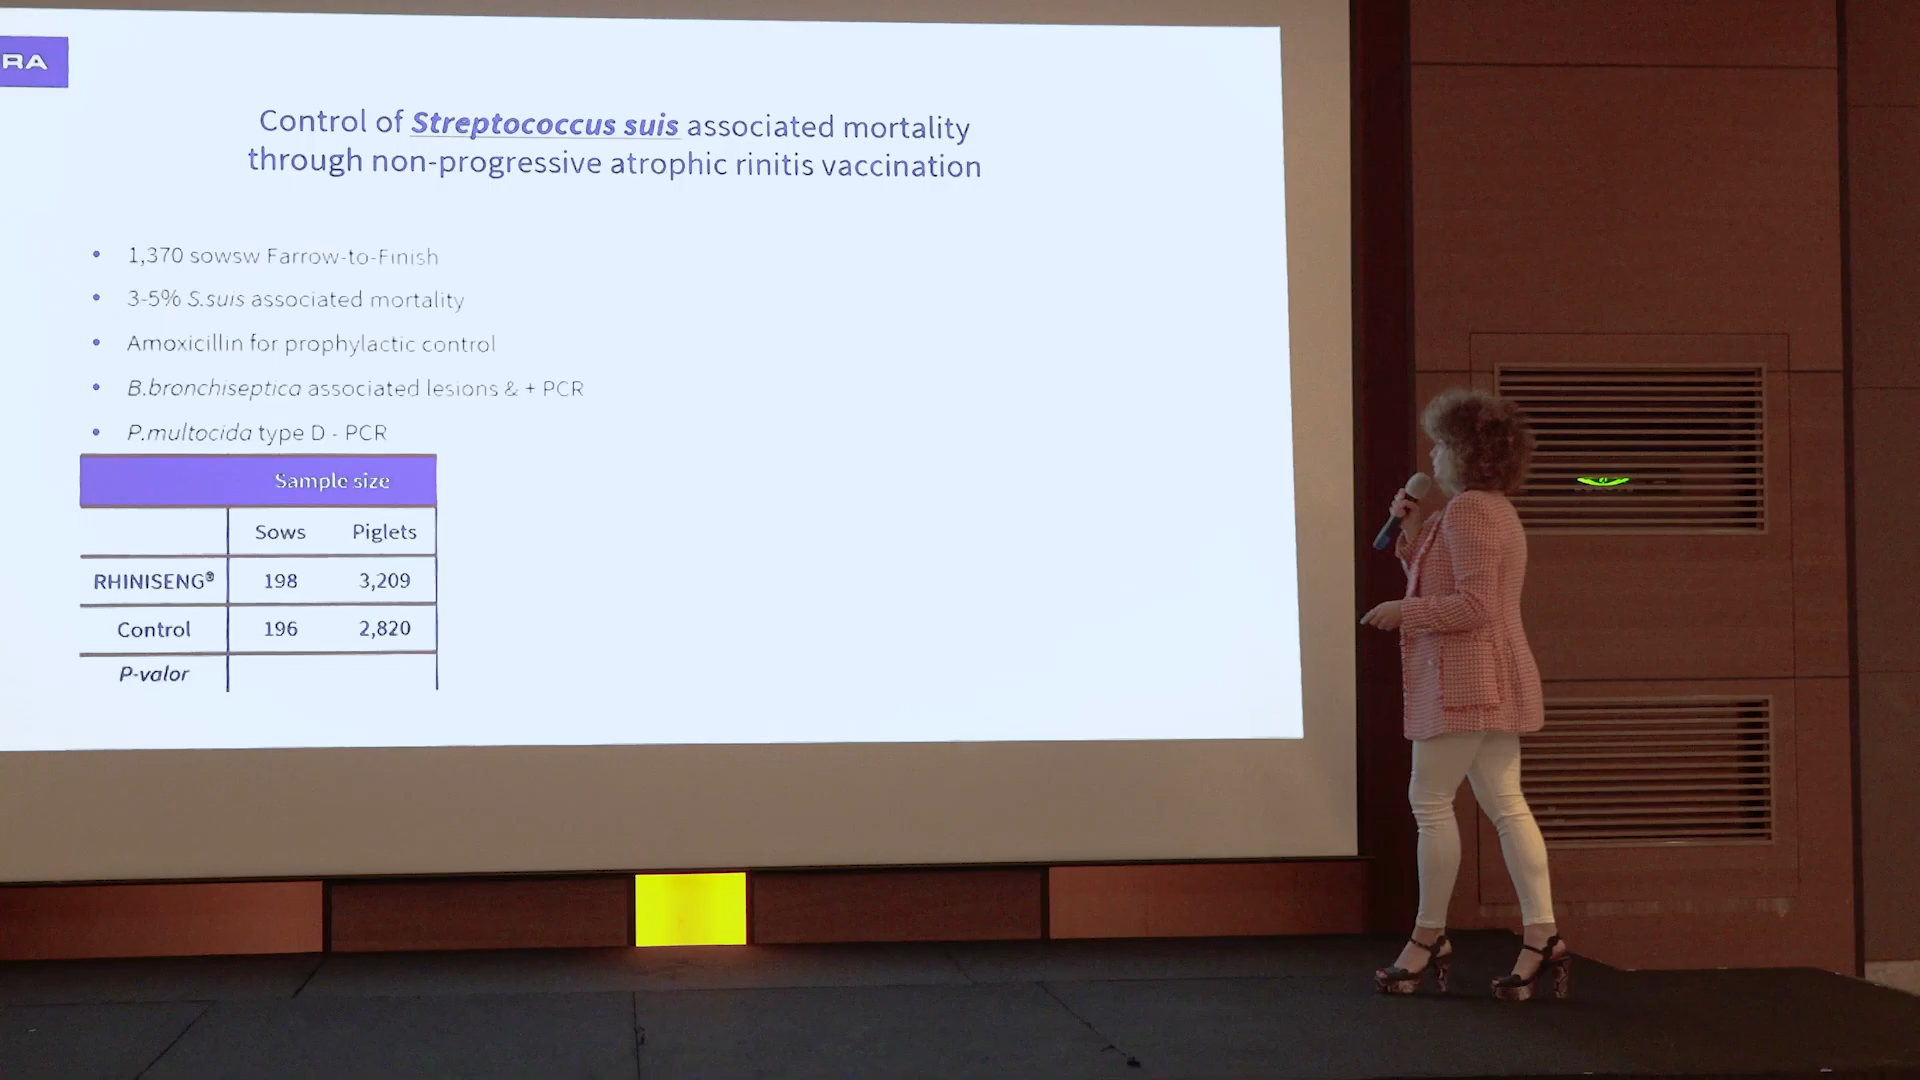 RA
Control of Streptococcus suis associated mortality
through non-progressive atrophic rinitis vaccination
• 1,370 sowsw Farrow-to-Finish
• 3-5% S.suis associated mortality
• Amoxicillin for prophylactic control
• B.bronchiseptica associated lesions & + PCR
• P.multocida type D - PCR
Sample size
Sows Piglets
RHINISENG® 198 3,209
Control 196 2,820
P-valor